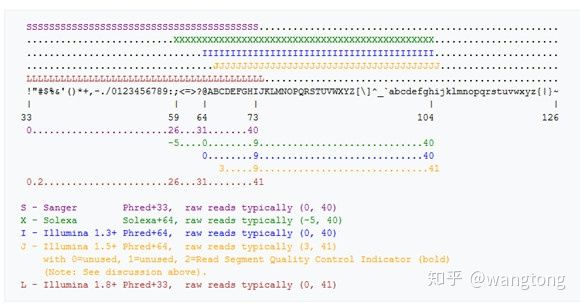 SSSSSSSSSSSSSSSSSSSSSSSSSSSSSSSSSSSSSSSSS.....................................................
..........................XXXXXXXXXXXXXXXXXXXXXXXXXXXXXXXXXXXXXXXXXXXXXX......................
...............................IIIIIIIIIIIIIIIIIIIIIIIIIIIIIIIIIIIIIIIII......................
.................................JJJJJJJJJJJJJJJJJJJJJJJJJJJJJJJJJJJJJJJJ.....................
LLLLLLLLLLLLLLLLLLLLLLLLLLLLLLLLLLLLLLLLLL....................................................
!"#$%&'()*+,-./0123456789:;<=>?@ABCDEFGHIJKLMNOPQRSTUVWXYZ[\]^_`abcdefghijklmnopqrstuvwxyz{|}~
|                         |    |        |                              |                     |
33                        59   64       73                            104                   126
0........................26...31.......40
-5....0........9.............................40
0........9.............................40
3.....9..............................41
0.2......................26...31........41
S - Sanger        Phred+33,  raw reads typically (0, 40)
X - Solexa        Solexa+64, raw reads typically (-5, 40)
I - Illumina 1.3+ Phred+64,  raw reads typically (0, 40)
J - Illumina 1.5+ Phred+64,  raw reads typically (3, 41)
with 0=unused, 1=unused, 2=Read Segment Quality Control Indicator (bold)
(Note: See discussion above).
L - Illumina 1.8+ Phred+33,  raw reads typically (0, 41)
知乎 @wangtong